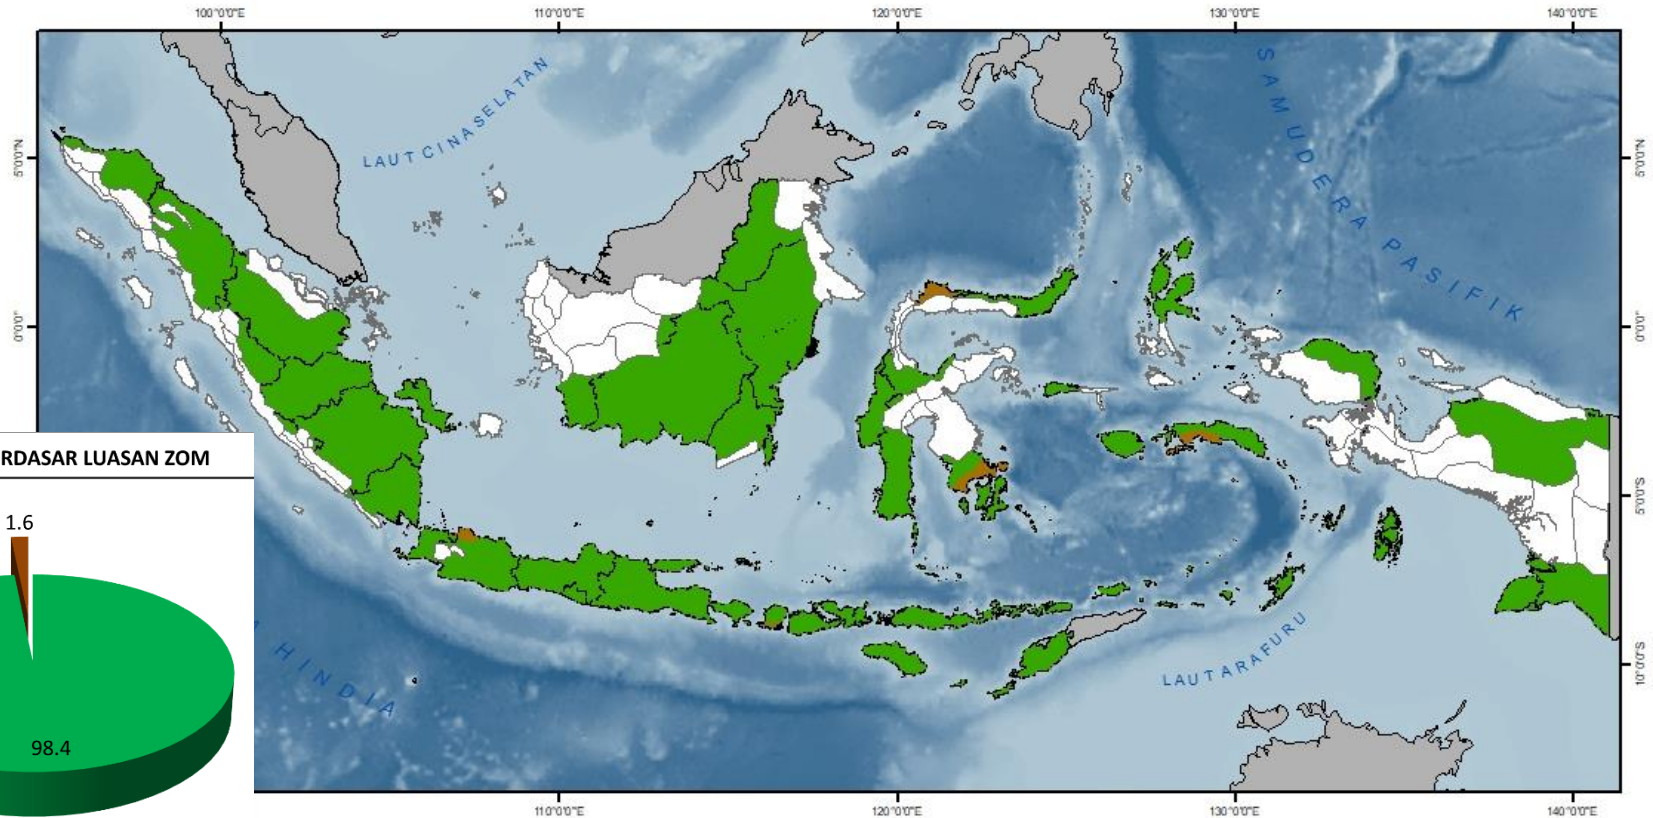 100°0'0"E
110°0'0"E
120°0'0"E
130°0'0"E
140°0'0"E
5°0'0"N
0°0'0"
5°0'0"N
0°0'0"
5°0'0"S
10°0'0"S
LAUT CINA SELATAN
SAMUDERA PASIFIK
RDASAR LUASAN ZOM
1.6
98.4
HINDIA
LAUT ARAFURU
110°0'0"E
120°0'0"E
130°0'0"E
140°0'0"E